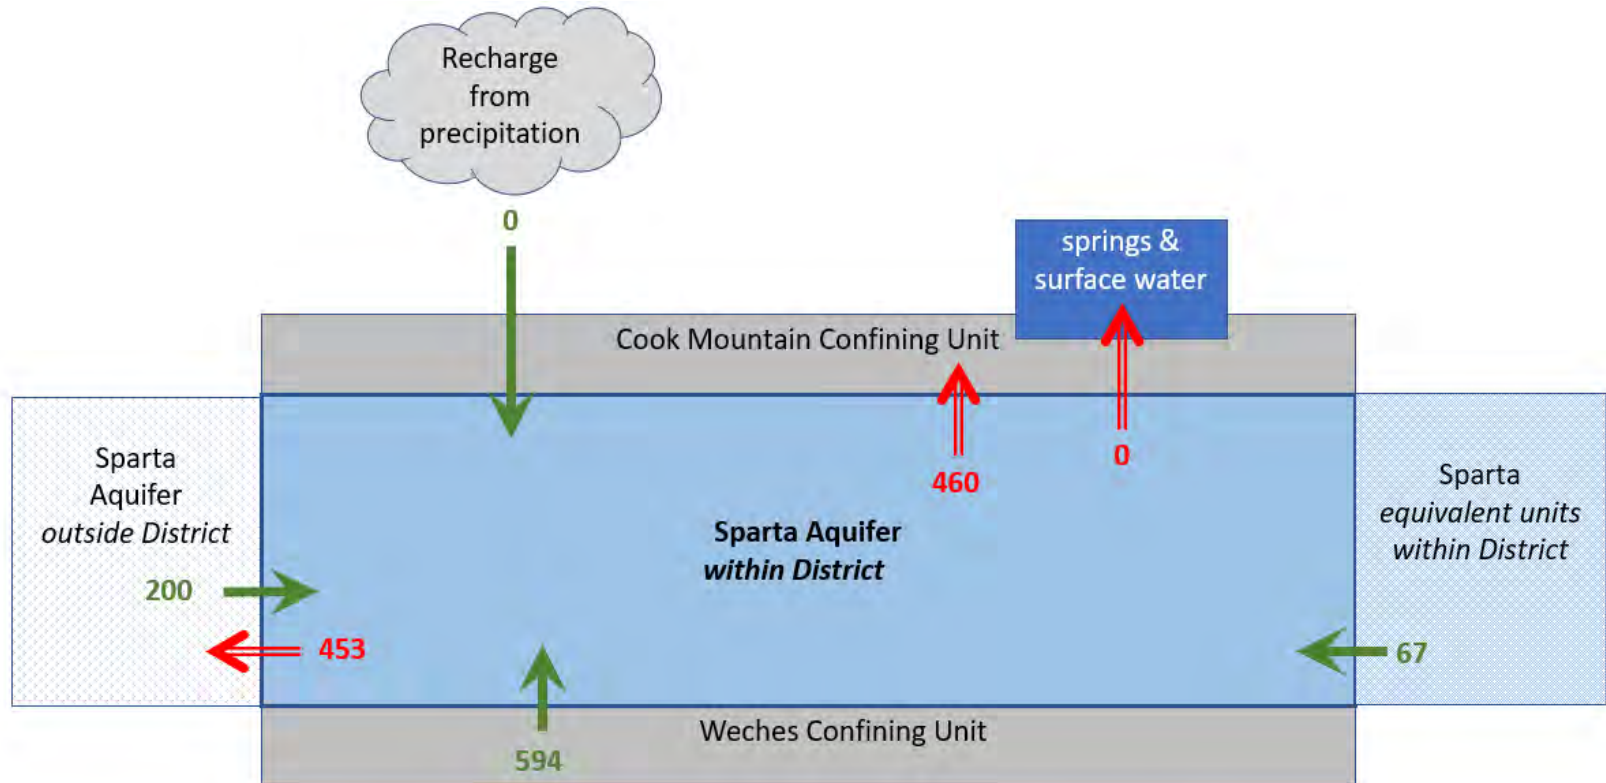 Recharge
from
precipitation
0
springs &
surface water
Cook Mountain Confining Unit
460
0
Sparta
Aquifer
outside District
Sparta
equivalent units
within District
Sparta Aquifer
within District
200
453
67
594
Weches Confining Unit